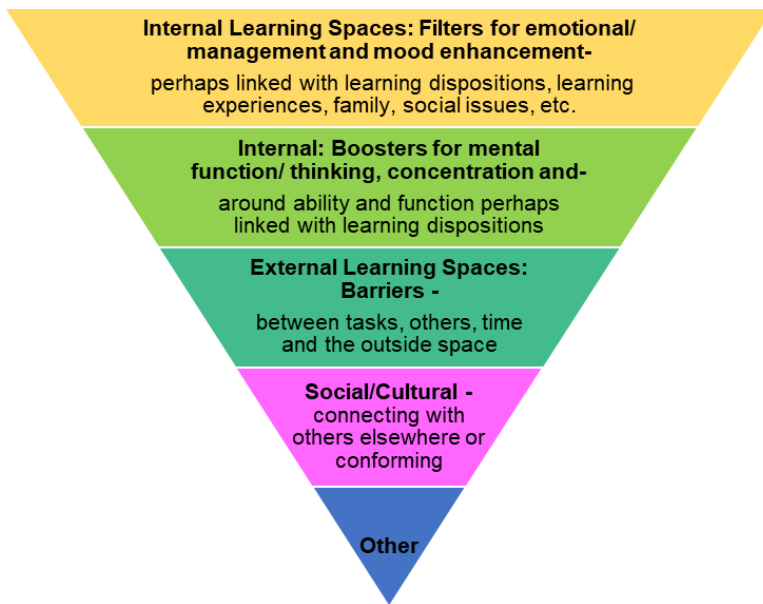 Internal Learning Spaces: Filters for emotional/
management and mood enhancement-
perhaps linked with learning dispositions, learning
experiences, family, social issues, etc.
Internal: Boosters for mental
function/ thinking, concentration and-
around ability and function perhaps
linked with learning dispositions
External Learning Spaces:
Barriers -
between tasks, others, time
and the outside space
Social/Cultural -
connecting with
others elsewhere or
conforming
Other